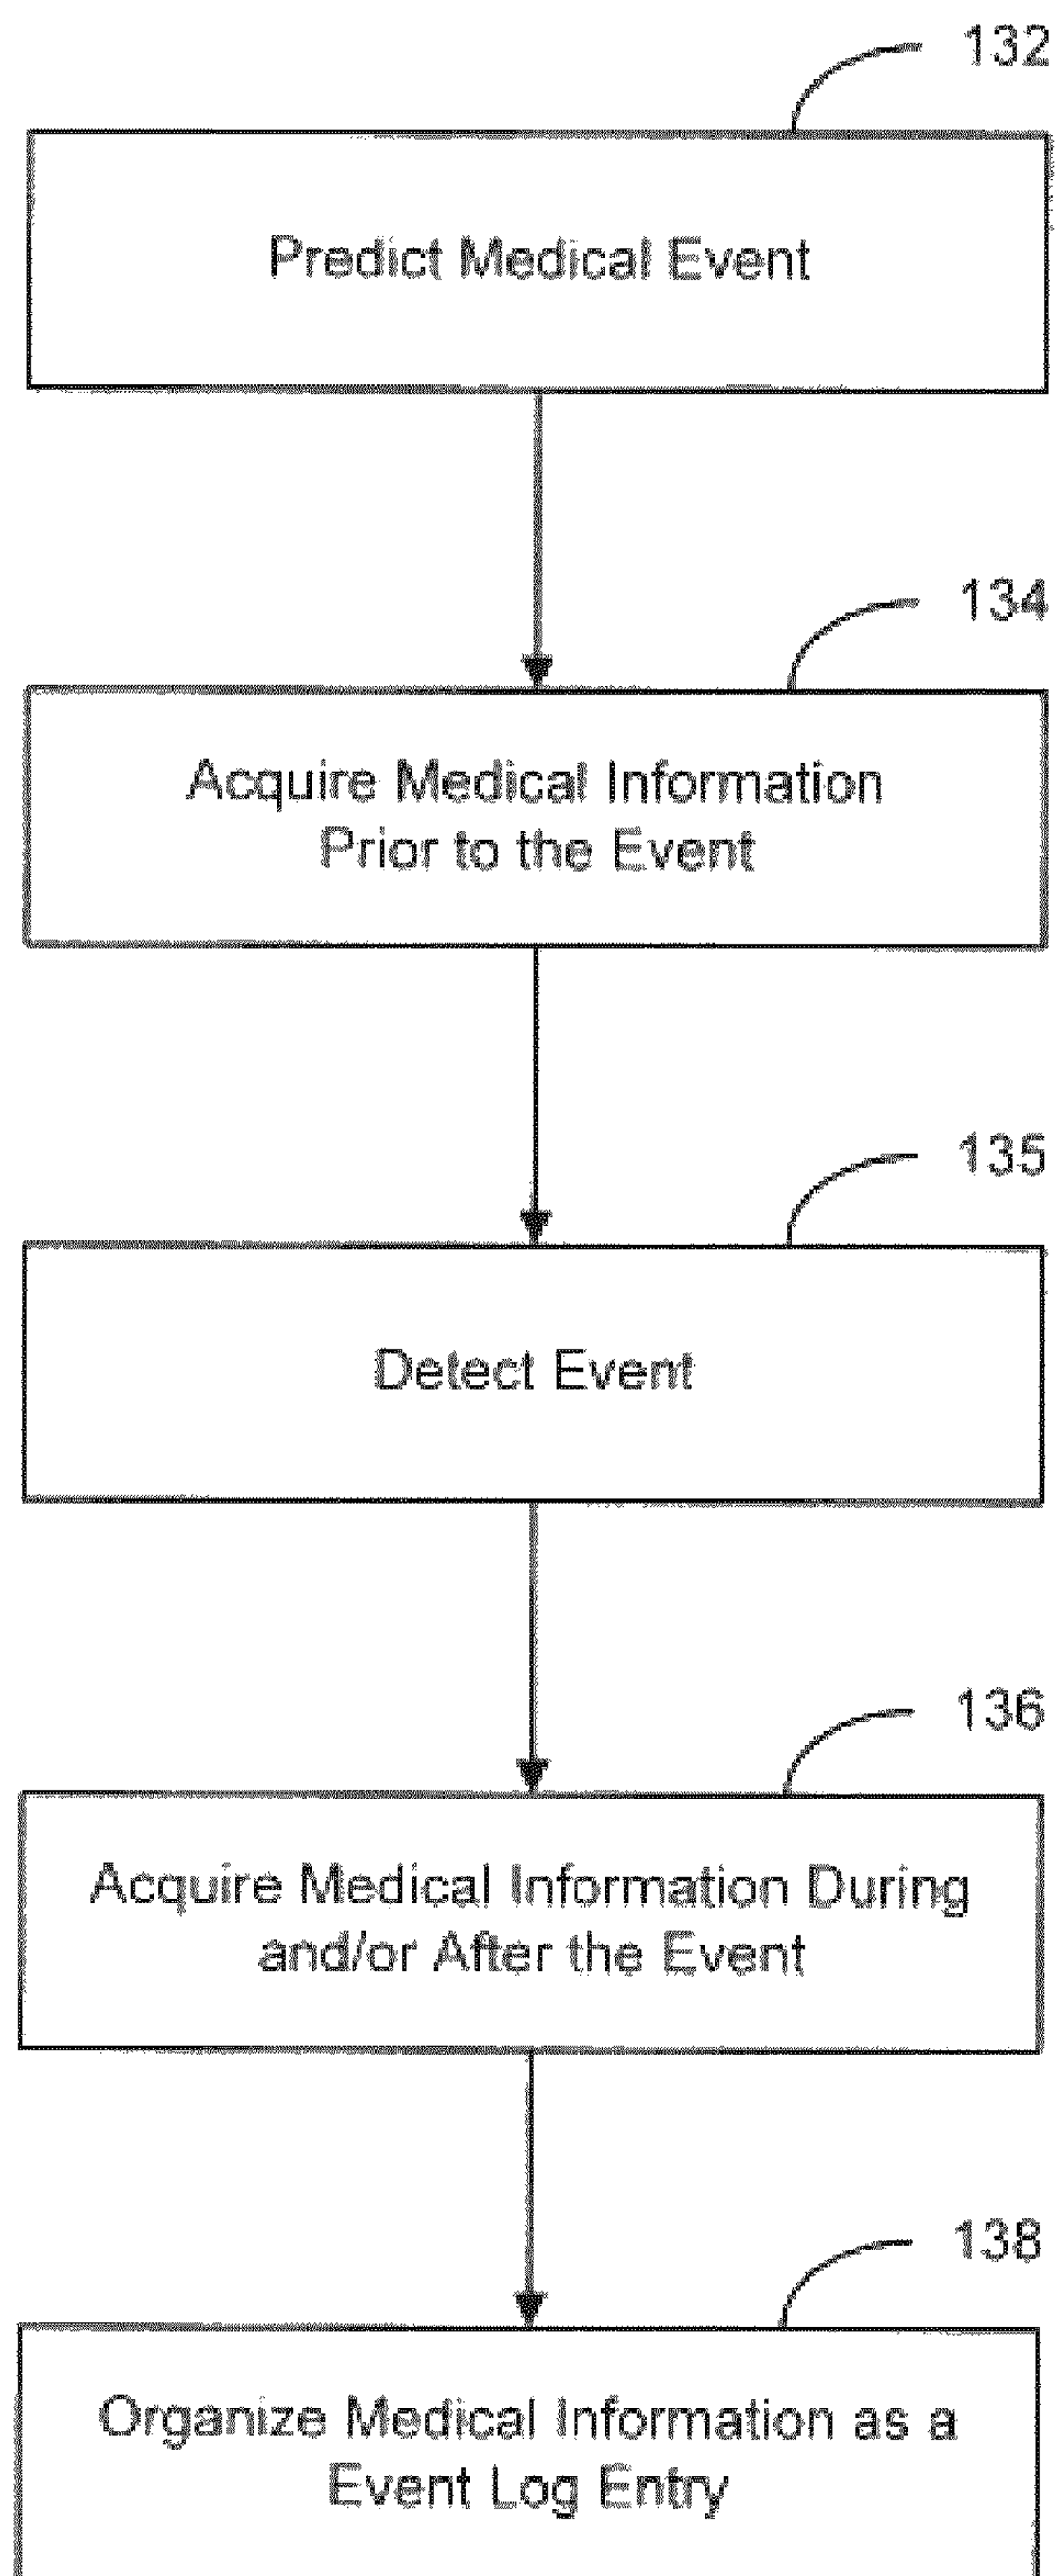 132
Predict Medical Event
134
Acquire Medical Information
Prior to the Event
135
Detect Event
136
Acquire Medical Information During
and/or After the Event
138
Organize Medical Information as a
Event Log Entry